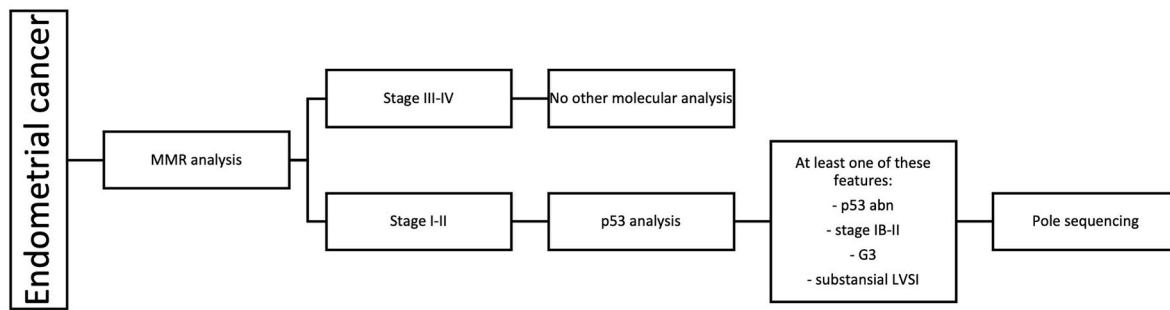 Endometrial cancer
MMR analysis
Stage III-IV
No other molecular analysis
Stage I-II
p53 analysis
At least one of these
features:
- p53 abn
- stage IB-II
- G3
- substansial LVSI
Pole sequencing